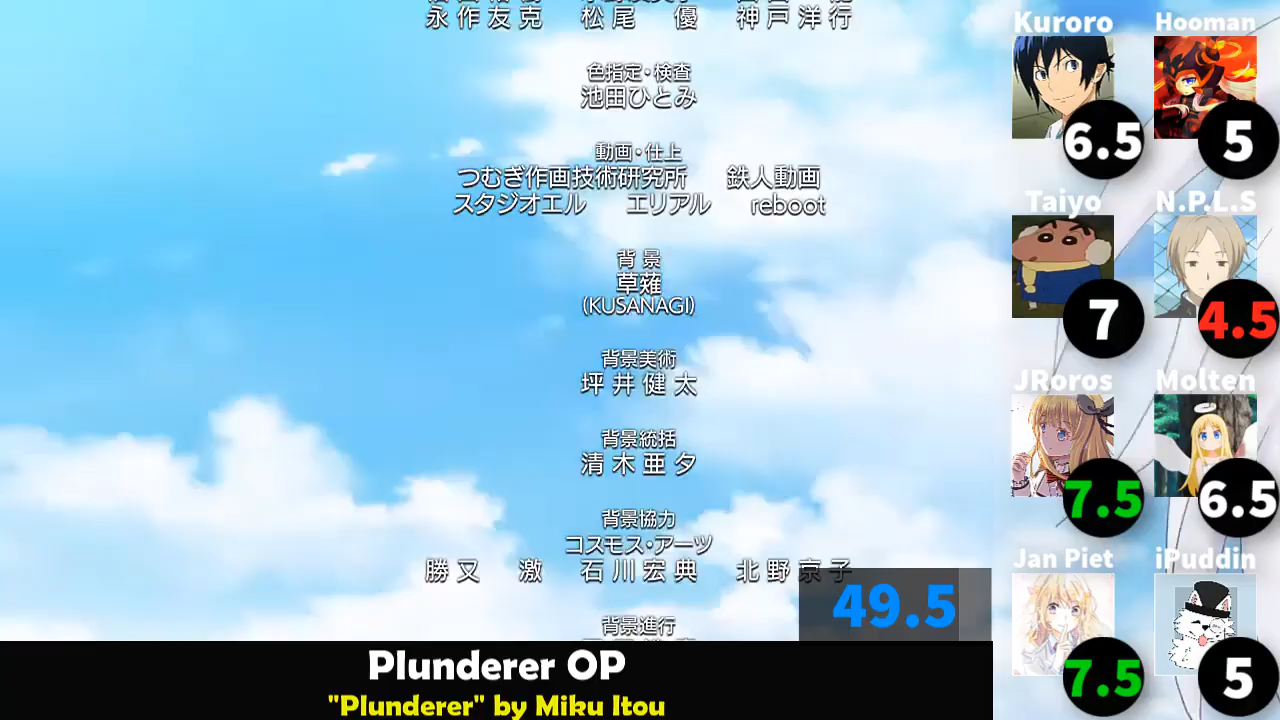 永作友克 松尾 優 神戸洋行
色指定・検査
池田ひとみ
動画・仕上
つむぎ作画技術研究所 鉄人動画
スタジオエル エリアル reboot
背景
草薙
(KUSANAGI)
背景美術
坪井健太
背景統括
清木亜夕
背景協力
コスモス・アーツ
勝又 激 石川宏典 北野京子
背景進行
49.5
Plunderer OP
"Plunderer" by Miku Itou
Kuroro Hooman
6.5 5
Taiyo N.P.L.S
7 4.5
JRoros Molten
7.5 6.5
Jan Piet iPuddin
7.5 5